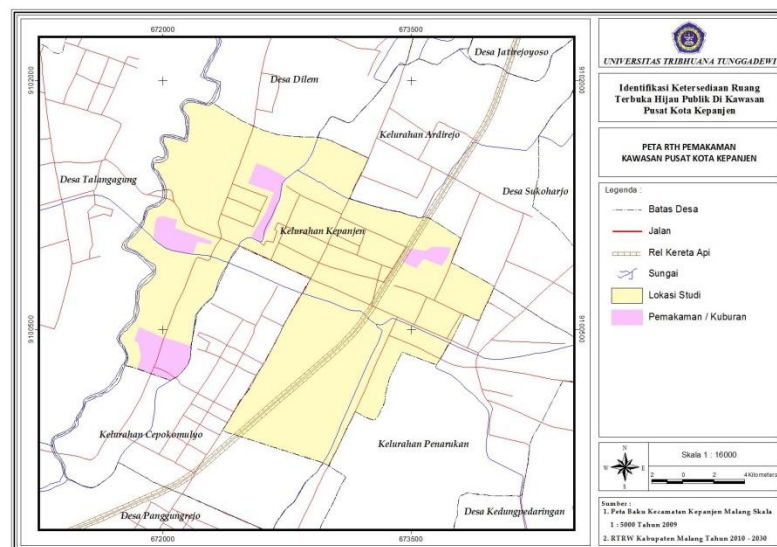 672000
673500
9102000
9102000
Desa Jatirejoyoso
Desa Dilem
Kelurahan Ardirejo
Desa Talangagung
Desa Sukoharjo
Kelurahan Kepanjen
9100500
9100500
Kelurahan Cepokomulyo
Kelurahan Penarukan
Desa Panggungrejo
Desa Kedungpedaringan
672000
673500
UNIVERSITAS TRIBHUANA TUNGGADEWI
Identifikasi Ketersediaan Ruang
Terbuka Hijau Publik Di Kawasan
Pusat Kota Kepanjen
PETA RTH PEMAKAMAN
KAWASAN PUSAT KOTA KEPANJEN
Legenda :
Batas Desa
Jalan
Rel Kereta Api
Sungai
Lokasi Studi
Pemakaman / Kuburan
N
W E
S
Skala 1 : 16000
2 0 2 4 Kilometers
Sumber :
1. Peta Baku Kecamatan Kepanjen Malang Skala
1 : 5000 Tahun 2009
2. RTRW Kabupaten Malang Tahun 2010 - 2030